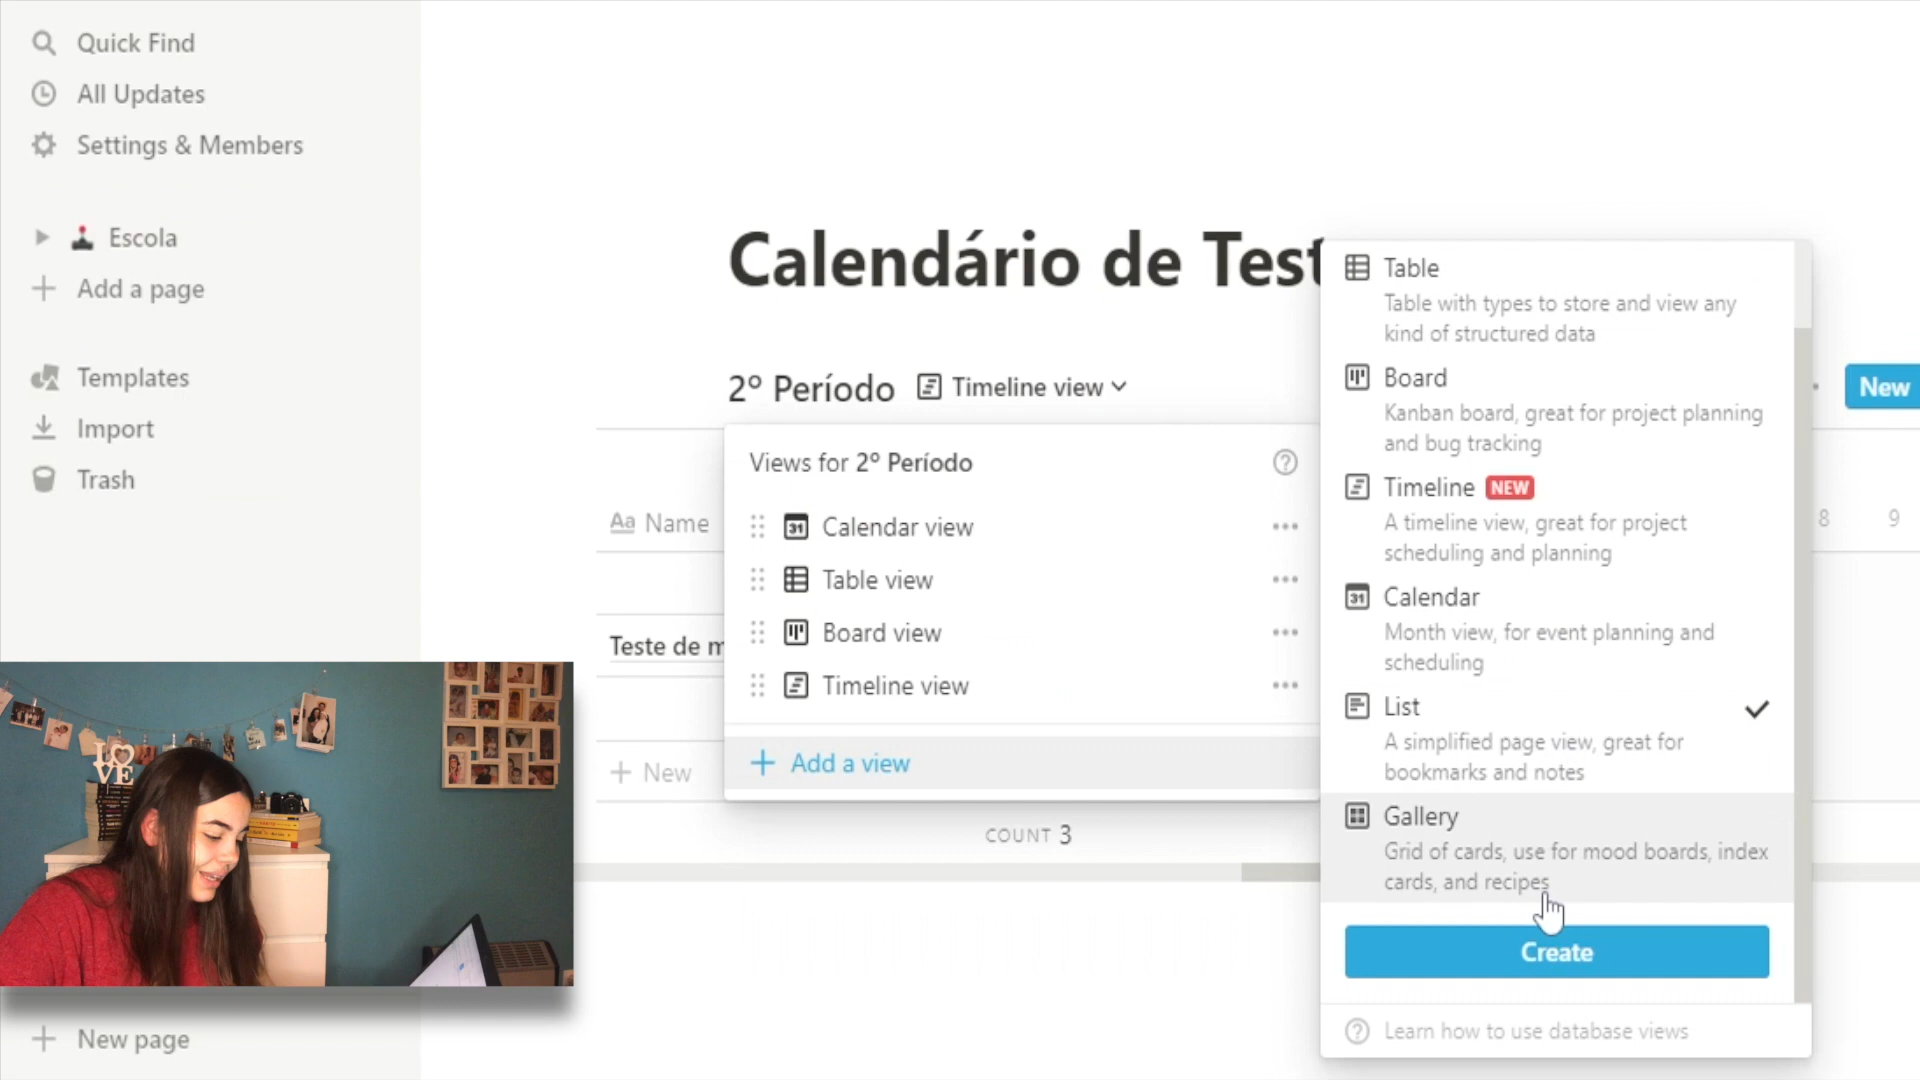 Quick Find
All Updates
Settings & Members
Escola
Add a page
Templates
Import
Trash
New page
Calendário de Test
2º Período
Timeline view
New
Views for 2º Período
Calendar view
Table view
Board view
Timeline view
Add a view
Aa Name
Teste de m
New
COUNT 3
8 9
Table
Table with types to store and view any
kind of structured data
Board
Kanban board, great for project planning
and bug tracking
Timeline NEW
A timeline view, great for project
scheduling and planning
31 Calendar
Month view, for event planning and
scheduling
List
A simplified page view, great for
bookmarks and notes
Gallery
Grid of cards, use for mood boards, index
cards, and recipes
Create
Learn how to use database views
LOVE